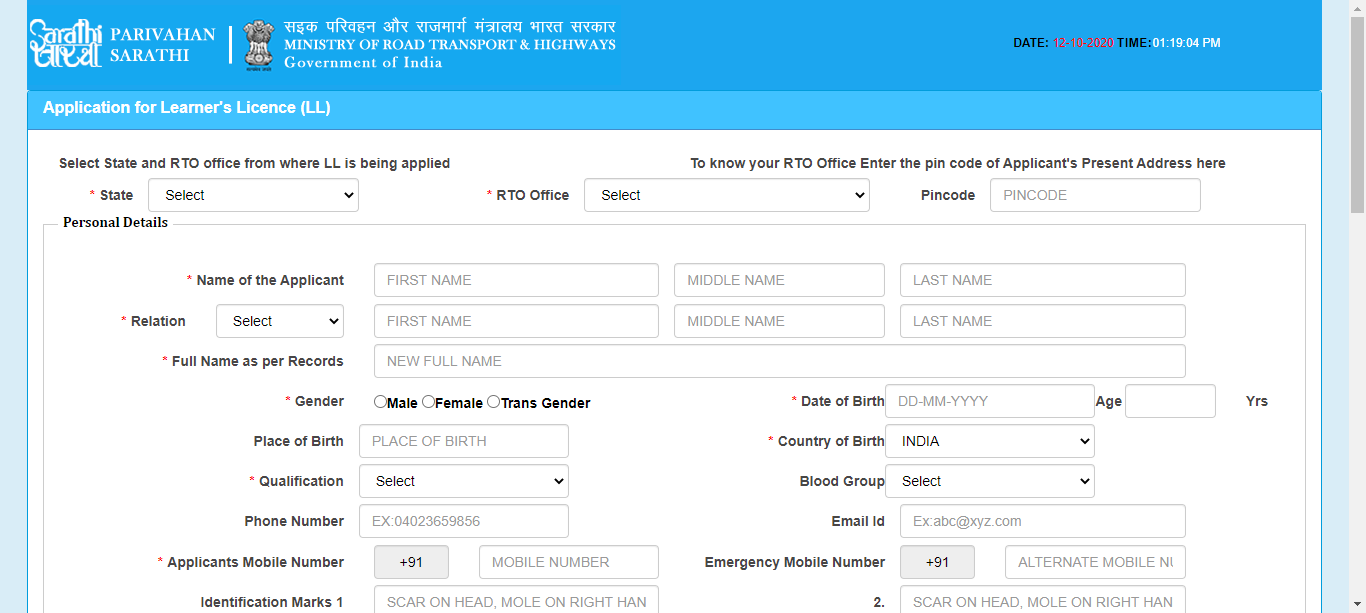 Sarathi सारथी
PARIVAHAN
SARATHI
सड़क परिवहन और राजमार्ग मंत्रालय भारत सरकार
MINISTRY OF ROAD TRANSPORT & HIGHWAYS
Government of India
DATE: 12-10-2020 TIME:01:19:04 PM
Application for Learner's Licence (LL)
Select State and RTO office from where LL is being applied
To know your RTO Office Enter the pin code of Applicant's Present Address here
* State Select * RTO Office Select Pincode PINCODE
Personal Details
* Name of the Applicant FIRST NAME MIDDLE NAME LAST NAME
* Relation Select FIRST NAME MIDDLE NAME LAST NAME
* Full Name as per Records NEW FULL NAME
* Gender Male Female Trans Gender * Date of Birth DD-MM-YYYY Age Yrs
Place of Birth PLACE OF BIRTH * Country of Birth INDIA
* Qualification Select Blood Group Select
Phone Number EX:04023659856 Email Id Ex:abc@xyz.com
* Applicants Mobile Number +91 MOBILE NUMBER Emergency Mobile Number +91 ALTERNATE MOBILE NU
Identification Marks 1 SCAR ON HEAD, MOLE ON RIGHT HAN 2. SCAR ON HEAD, MOLE ON RIGHT HAN